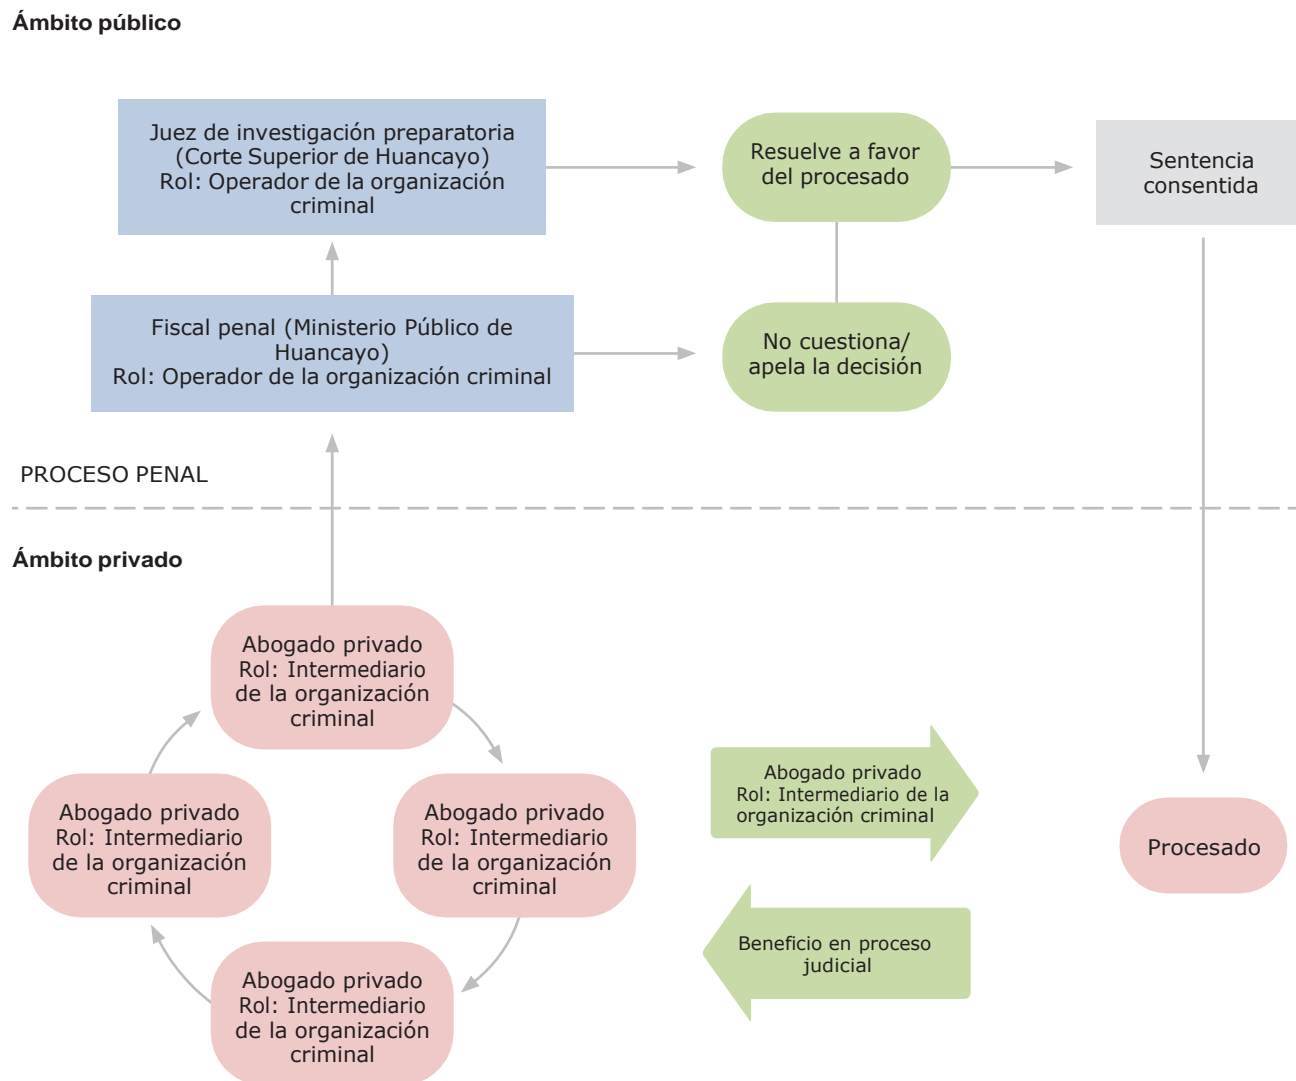 Ámbito público
Juez de investigación preparatoria
(Corte Superior de Huancayo)
Rol: Operador de la organización
criminal
Resuelve a favor
del procesado
Sentencia
consentida
Fiscal penal (Ministerio Público de
Huancayo)
Rol: Operador de la organización criminal
No cuestiona/
apela la decisión
PROCESO PENAL
Ámbito privado
Abogado privado
Rol: Intermediario
de la organización
criminal
Abogado privado
Rol: Intermediario
de la organización
criminal
Abogado privado
Rol: Intermediario
de la organización
criminal
Abogado privado
Rol: Intermediario
de la organización
criminal
Abogado privado
Rol: Intermediario de la
organización criminal
Beneficio en proceso
judicial
Procesado